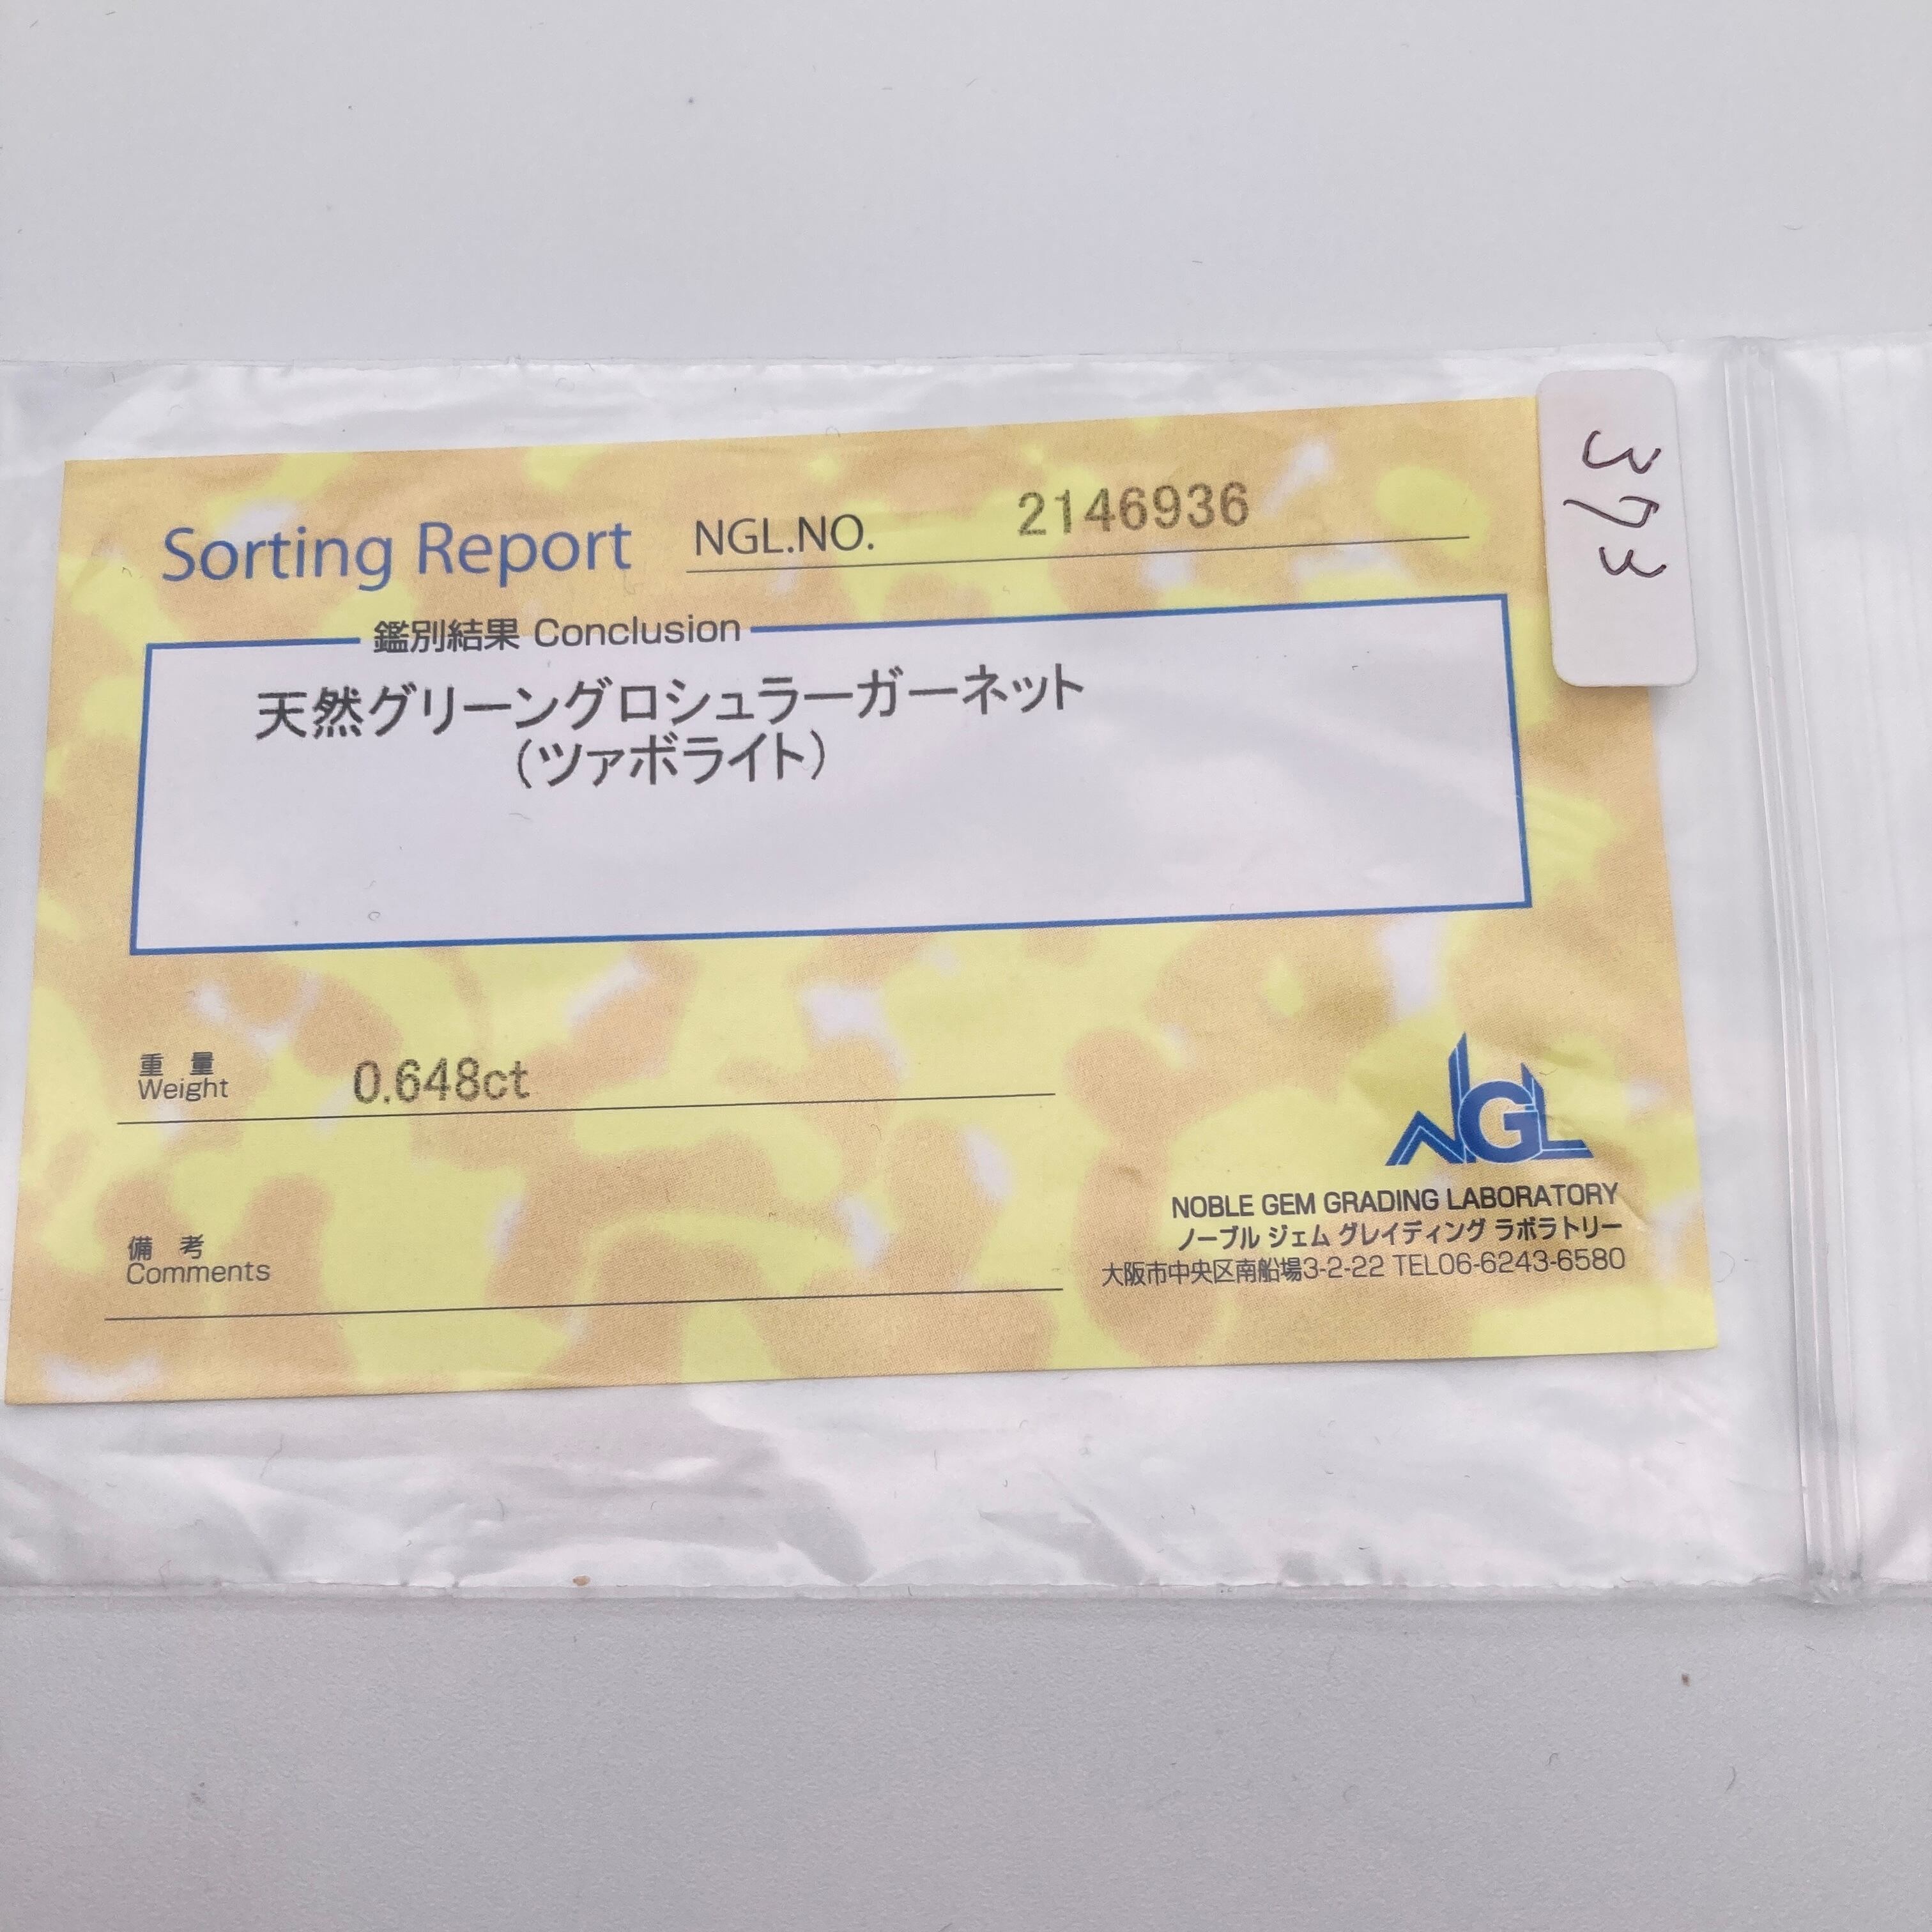 Sorting Report NGL.NO. 2146936
373
鑑別結果 Conclusion
天然グリーングロシュラーガーネット
(ツァボライト)
重 量
Weight 0.648ct
NGL
NOBLE GEM GRADING LABORATORY
ノーブル ジェム グレイディング ラボラトリー
大阪市中央区南船場3-2-22 TEL06-6243-6580
備 考
Comments